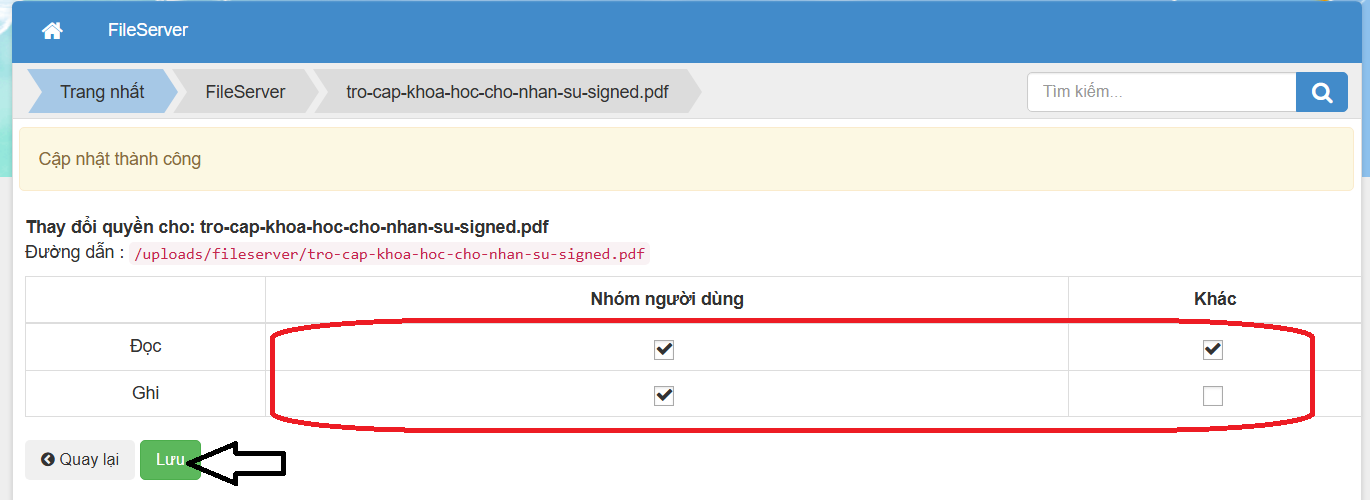 FileServer
Trang nhất FileServer tro-cap-khoa-hoc-cho-nhan-su-signed.pdf Tìm kiếm...
Cập nhật thành công
Thay đổi quyền cho: tro-cap-khoa-hoc-cho-nhan-su-signed.pdf
Đường dẫn : /uploads/fileserver/tro-cap-khoa-hoc-cho-nhan-su-signed.pdf
Nhóm người dùng Khác
Đọc
Ghi
Quay lại Lưu